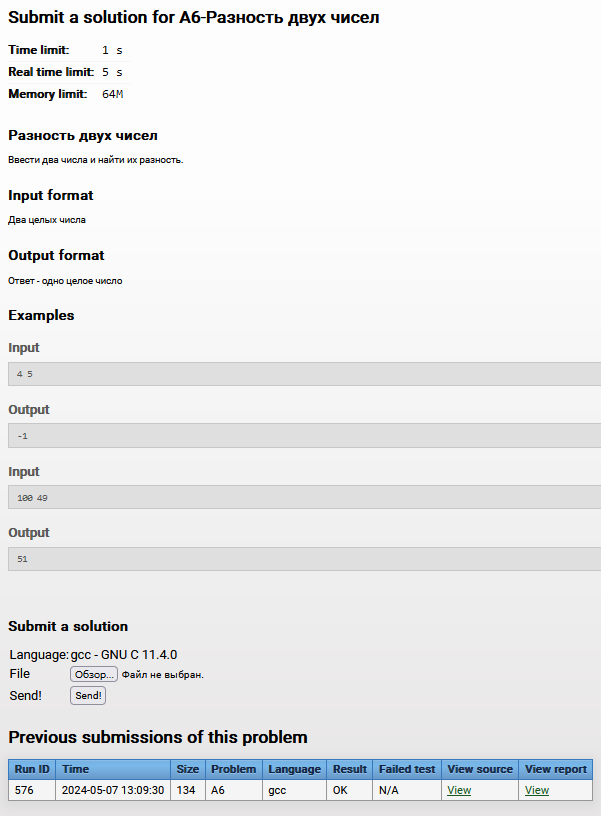 Submit a solution for A6-Разность двух чисел
Time limit: 1 s
Real time limit: 5 s
Memory limit: 64M
Разность двух чисел
Ввести два числа и найти их разность.
Input format
Два целых числа
Output format
Ответ - одно целое число
Examples
Input
4 5
Output
-1
Input
100 49
Output
51
Submit a solution
Language: gcc - GNU C 11.4.0
File Обзор... Файл не выбран.
Send! Send!
Previous submissions of this problem
Run ID Time Size Problem Language Result Failed test View source View report
576 2024-05-07 13:09:30 134 A6 gcc OK N/A View View